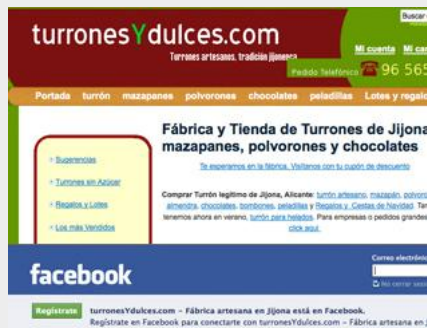 Buscar
turronesYdulces.com
Turrones artesanos, tradición jijonenca
Mi cuenta Mi car
Pedido Telefónico 96 565
Portada turrón mazapanes polvorones chocolates peladillas Lotes y regalo
Fábrica y Tienda de Turrones de Jijona
mazapanes, polvorones y chocolates
Te esperamos en la fábrica. Visítanos con tu cupón de descuento
» Sugerencias
» Turrones sin Azúcar
» Regalos y Lotes
» Los más Vendidos
Comprar Turrón legítimo de Jijona, Alicante: turrón artesano, mazapán, polvoro
almendra, chocolates, bombones, peladillas y Regalos y Cestas de Navidad. Tam
tenemos ahora en verano, turrón para helados. Para empresas o pedidos grandes
click aquí.
facebook
Correo electrónic
No cerrar sesi
Regístrate
turronesYdulces.com – Fábrica artesana en Jijona está en Facebook.
Regístrate en Facebook para conectarte con turronesYdulces.com – Fábrica artesana en J